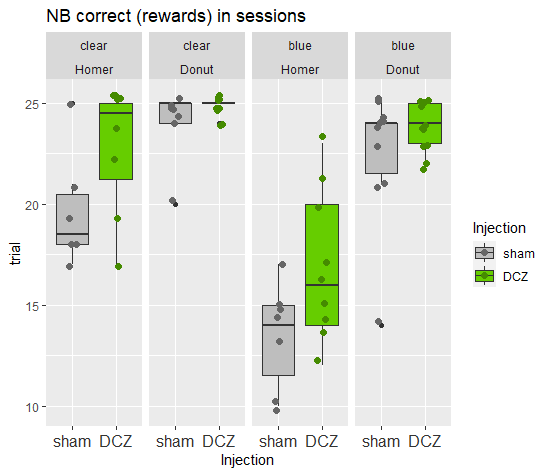 NB correct (rewards) in sessions
clear clear blue blue
Homer Donut Homer Donut
25
20
15
10
trial
sham DCZ sham DCZ sham DCZ sham DCZ
Injection
Injection
sham
DCZ